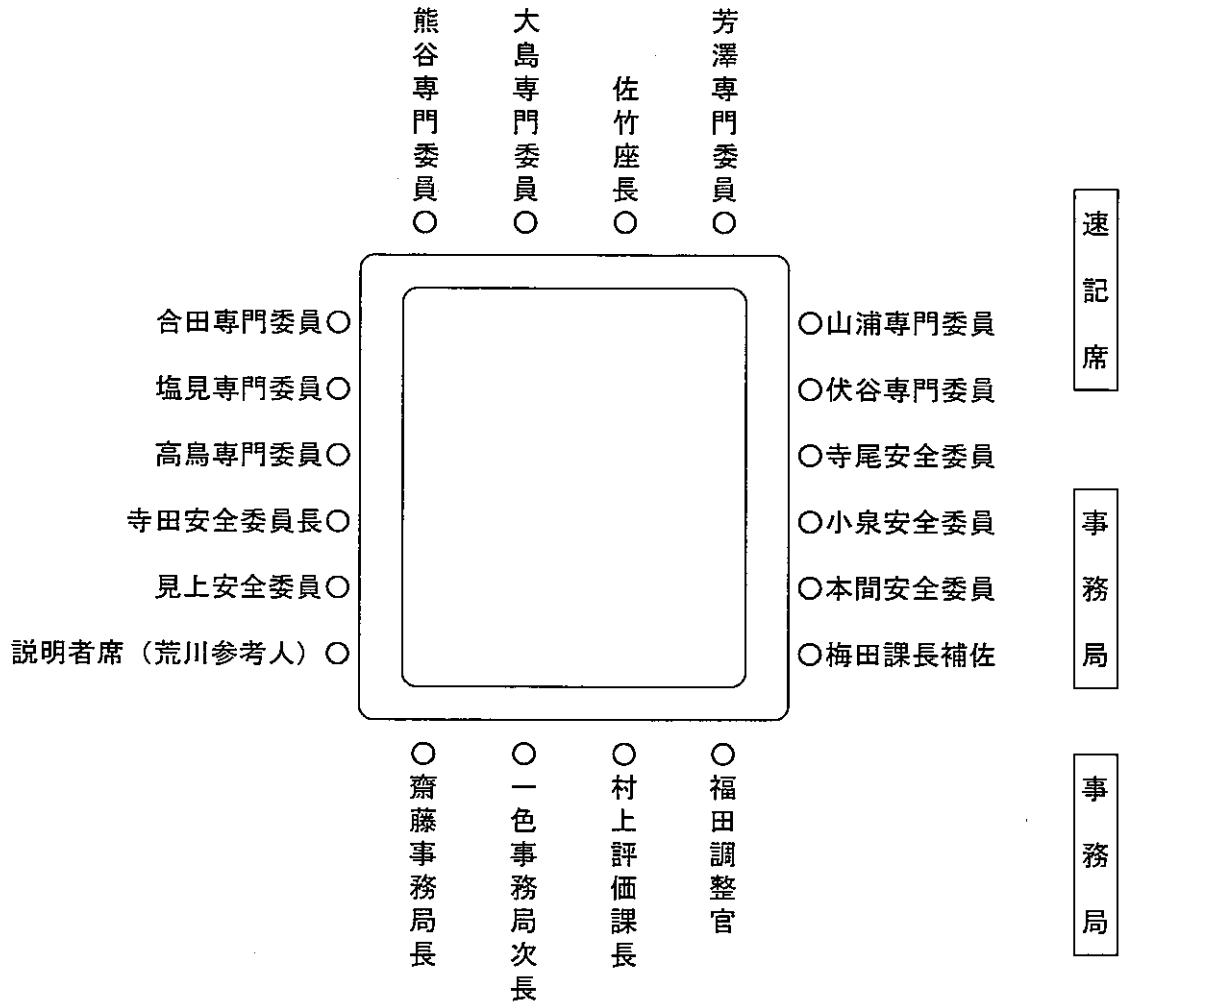 熊谷専門委員○
大島専門委員○
佐竹座長○
芳澤専門委員○
合田専門委員○
塩見専門委員○
高鳥専門委員○
寺田安全委員長○
見上安全委員○
説明者席（荒川参考人）○
○山浦専門委員
○伏谷専門委員
○寺尾安全委員
○小泉安全委員
○本間安全委員
○梅田課長補佐
○齋藤事務局長
○一色事務局次長
○村上評価課長
○福田調整官
速記席
事務局
事務局